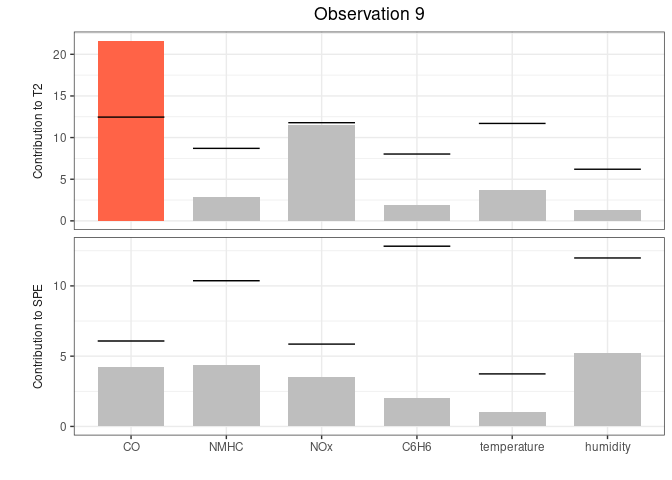 Observation 9
Contribution to T2
20
15
10
5
0
Contribution to SPE
10
5
0
CO NMHC NOx C6H6 temperature humidity